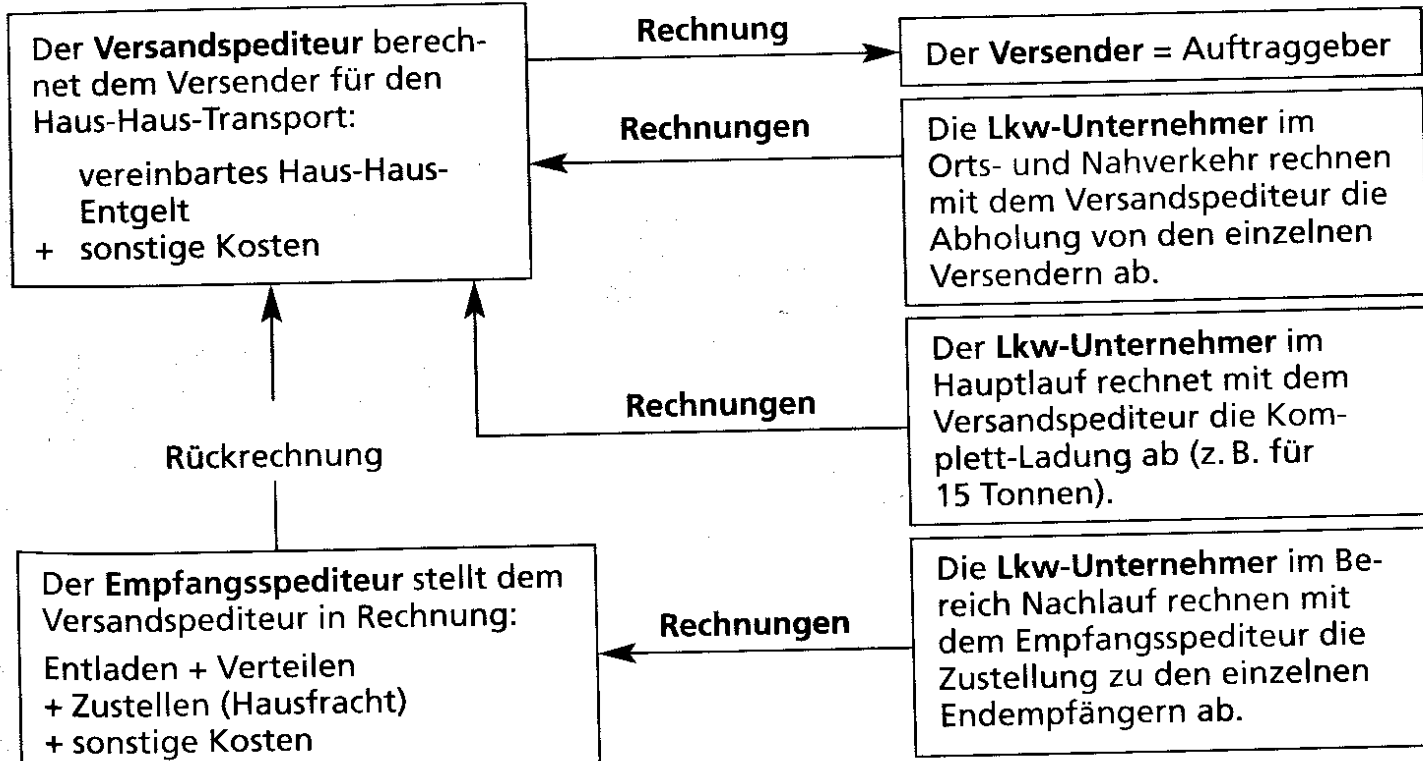 Der Versandspediteur berech-
net dem Versender für den
Haus-Haus-Transport:
vereinbartes Haus-Haus-
Entgelt
+ sonstige Kosten
Rechnung
Der Versender = Auftraggeber
Rechnungen
Die Lkw-Unternehmer im
Orts- und Nahverkehr rechnen
mit dem Versandspediteur die
Abholung von den einzelnen
Versendern ab.
Rechnungen
Der Lkw-Unternehmer im
Hauptlauf rechnet mit dem
Versandspediteur die Kom-
plett-Ladung ab (z. B. für
15 Tonnen).
Rückrechnung
Der Empfangsspediteur stellt dem
Versandspediteur in Rechnung:
Entladen + Verteilen
+ Zustellen (Hausfracht)
+ sonstige Kosten
Rechnungen
Die Lkw-Unternehmer im Be-
reich Nachlauf rechnen mit
dem Empfangsspediteur die
Zustellung zu den einzelnen
Endempfängern ab.